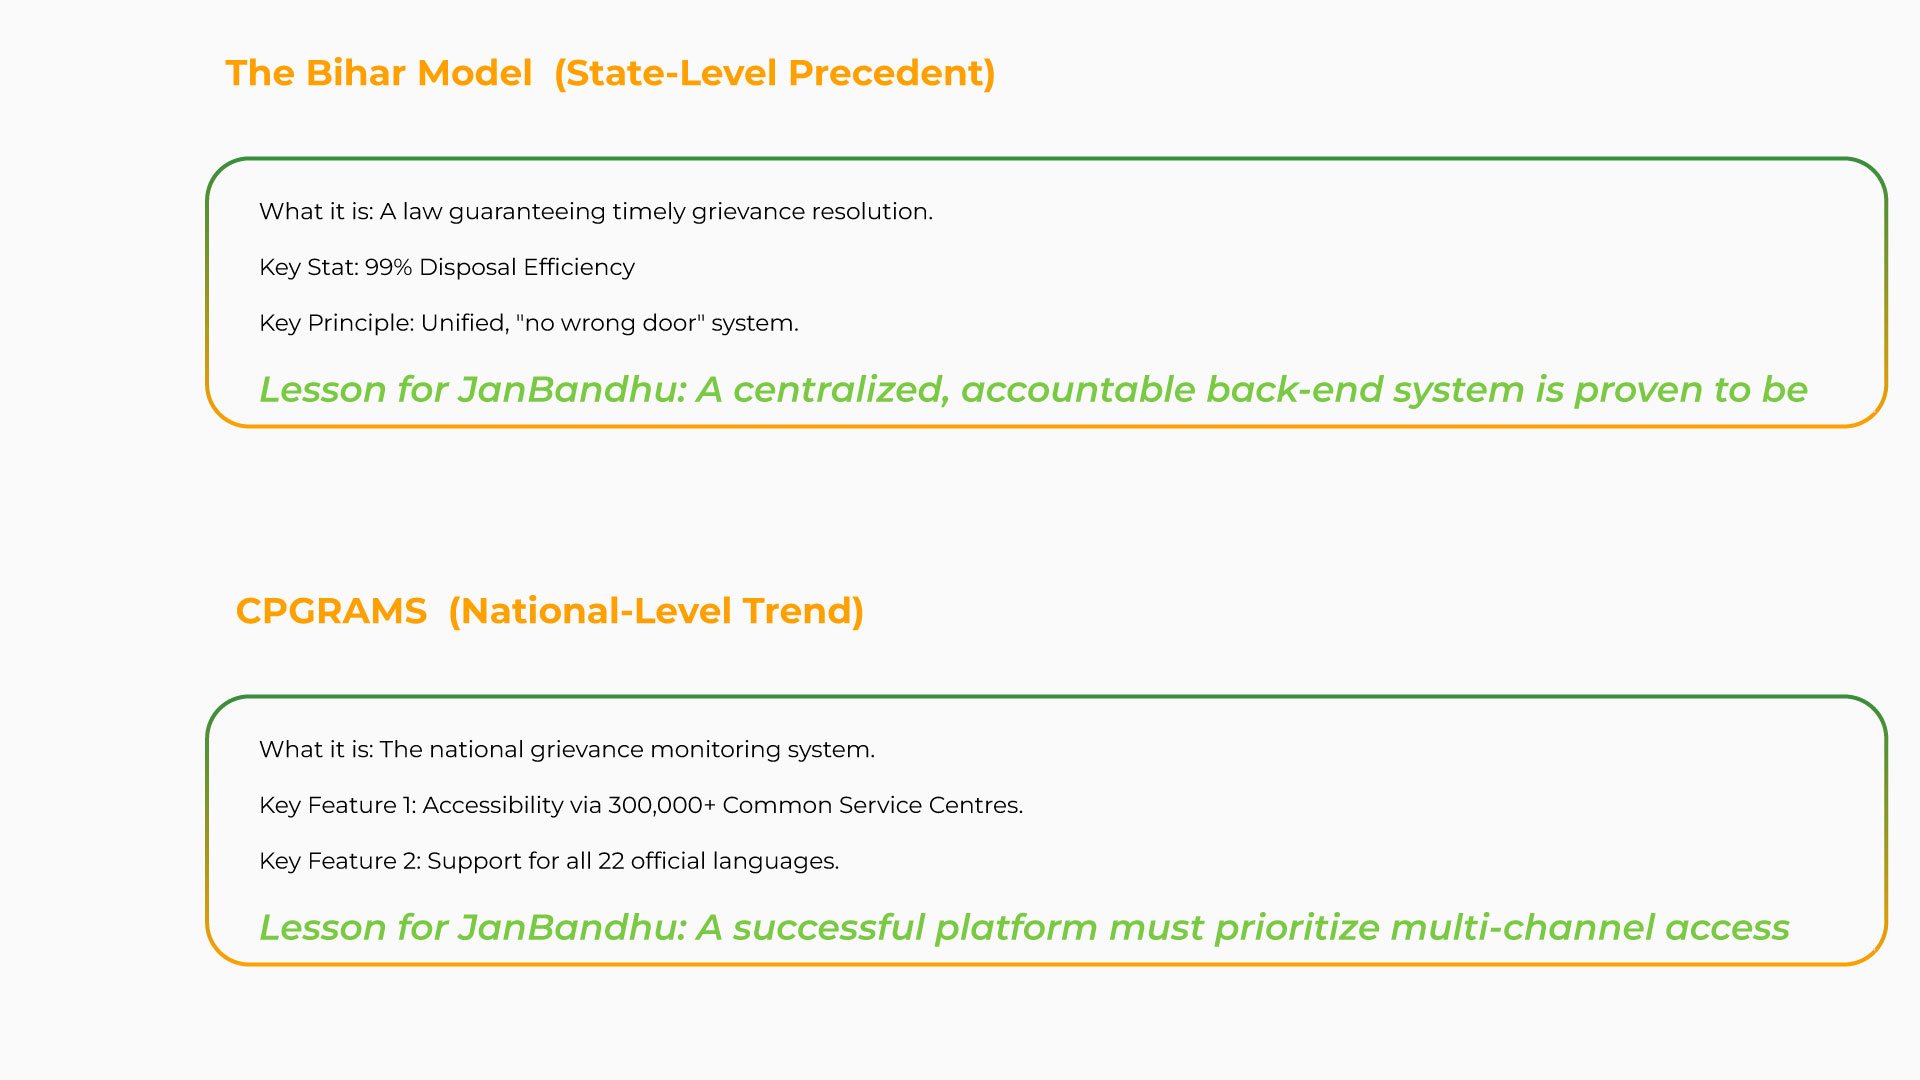 The Bihar Model  (State-Level Precedent)
What it is: A law guaranteeing timely grievance resolution.
Key Stat: 99% Disposal Efficiency
Key Principle: Unified, "no wrong door" system.
Lesson for JanBandhu: A centralized, accountable back-end system is proven to be
CPGRAMS  (National-Level Trend)
What it is: The national grievance monitoring system.
Key Feature 1: Accessibility via 300,000+ Common Service Centres.
Key Feature 2: Support for all 22 official languages.
Lesson for JanBandhu: A successful platform must prioritize multi-channel access